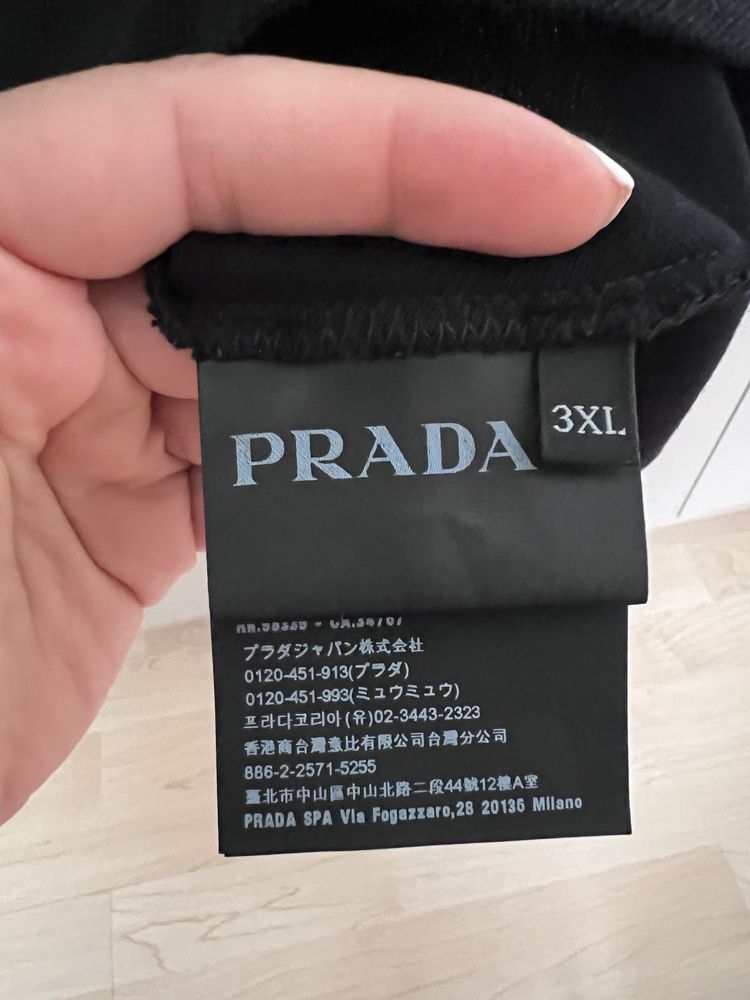 PRADA
3XL
プラダジャパン株式会社
0120-451-913(プラダ)
0120-451-993(ミュウミュウ)
프라다코리아(유)02-3443-2323
香港商台灣意比有限公司台灣分公司
886-2-2571-5255
臺北市中山區中山北路二段44號12樓A室
PRADA SPA Via Fogazzaro,28 20135 Milano